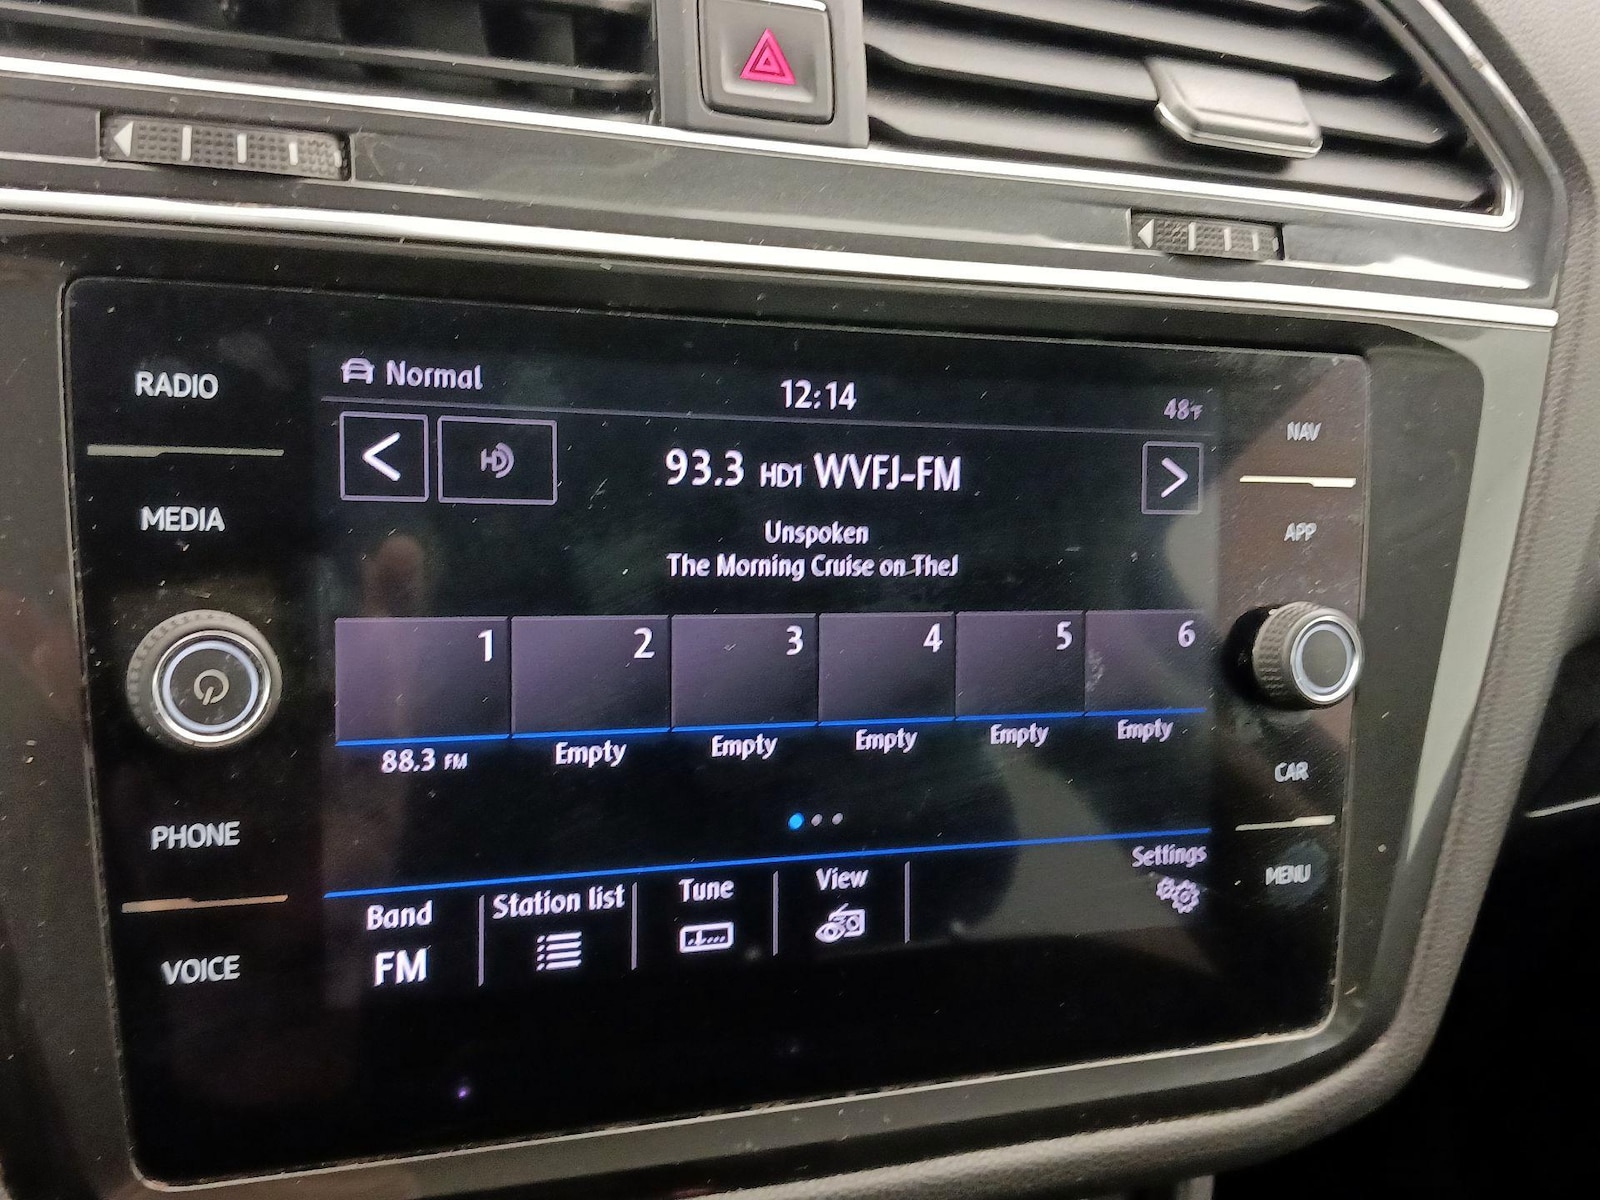 RADIO
MEDIA
PHONE
VOICE
Normal
12:14
48°F
HD
93.3 HD1 WVFJ-FM
Unspoken
The Morning Cruise on TheJ
1
2
3
4
5
6
88.3 FM
Empty
Empty
Empty
Empty
Empty
Band
FM
Station list
Tune
View
Settings
NAV
APP
CAR
MENU